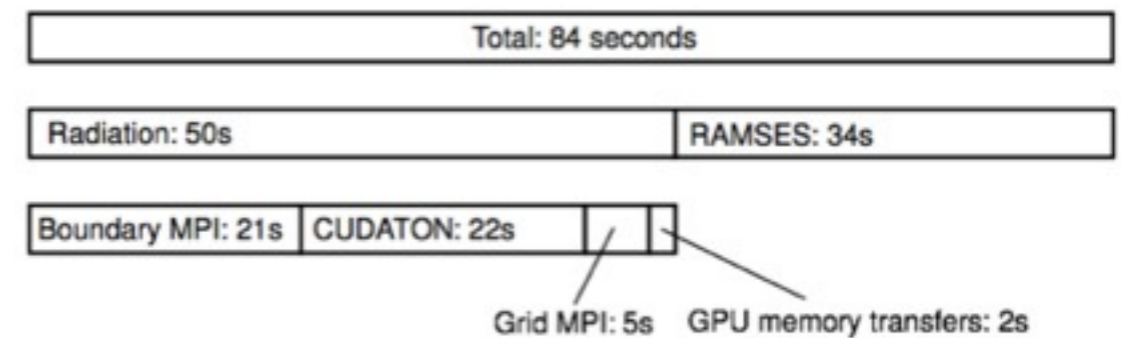 Total: 84 seconds
Radiation: 50s
RAMSES: 34s
Boundary MPI: 21s
CUDATON: 22s
Grid MPI: 5s
GPU memory transfers: 2s